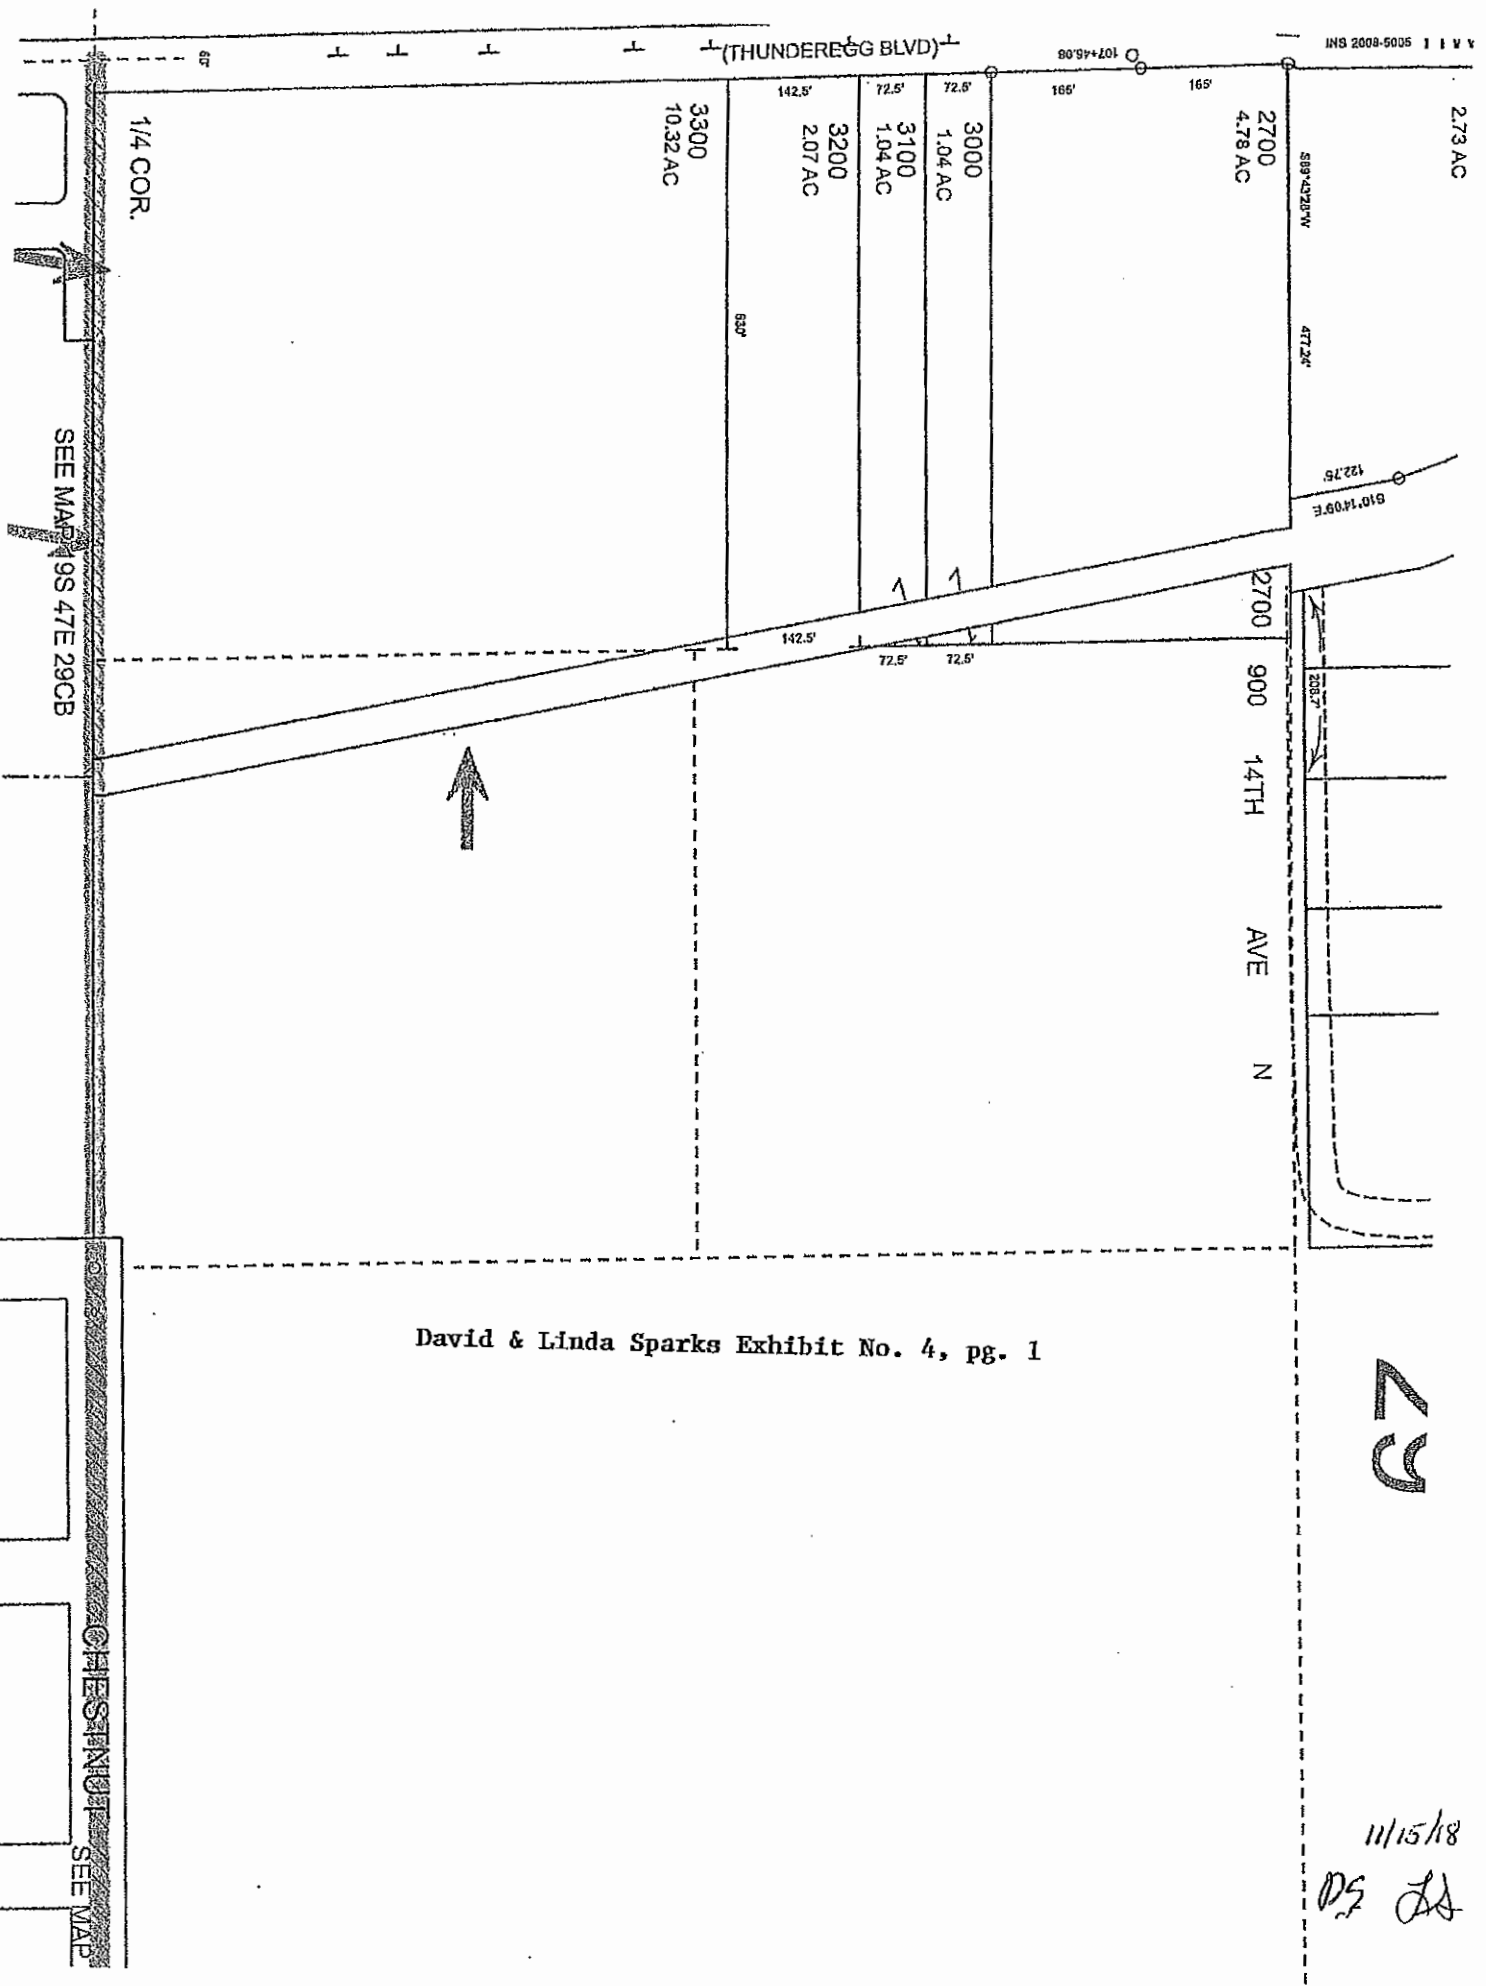 (THUNDEREGG BLVD)
107+46.08
INS 2008-5005
60'
142.5'
72.5'
72.5'
165'
165'
2.73 AC
1/4 COR.
3300
10.32 AC
3200
2.07 AC
3100
1.04 AC
3000
1.04 AC
2700
4.78 AC
S89°43'28"W
477.24'
630'
122.75'
S10°14'09"E
SEE MAP 19S 47E 29CB
142.5'
72.5'
72.5'
2700
900
14TH AVE N
208.7'
David & Linda Sparks Exhibit No. 4, pg. 1
29
CHESTNUT
SEE MAP
11/15/18
DS LS